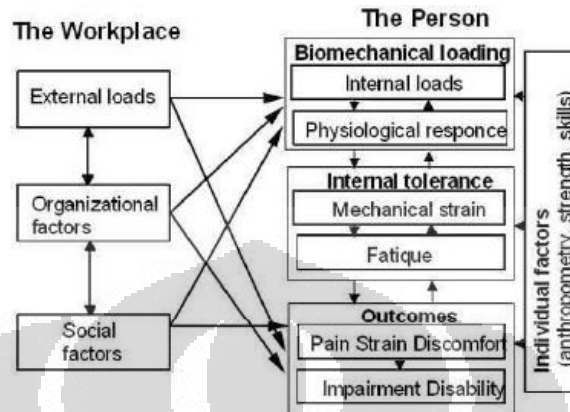 The Workplace
The Person
External loads
Organizational
factors
Social
factors
Biomechanical loading
Internal loads
Physiological responce
Internal tolerance
Mechanical strain
Fatique
Outcomes
Pain Strain Discomfort
Impairment Disability
Individual factors
(anthropometry, strength, skills)